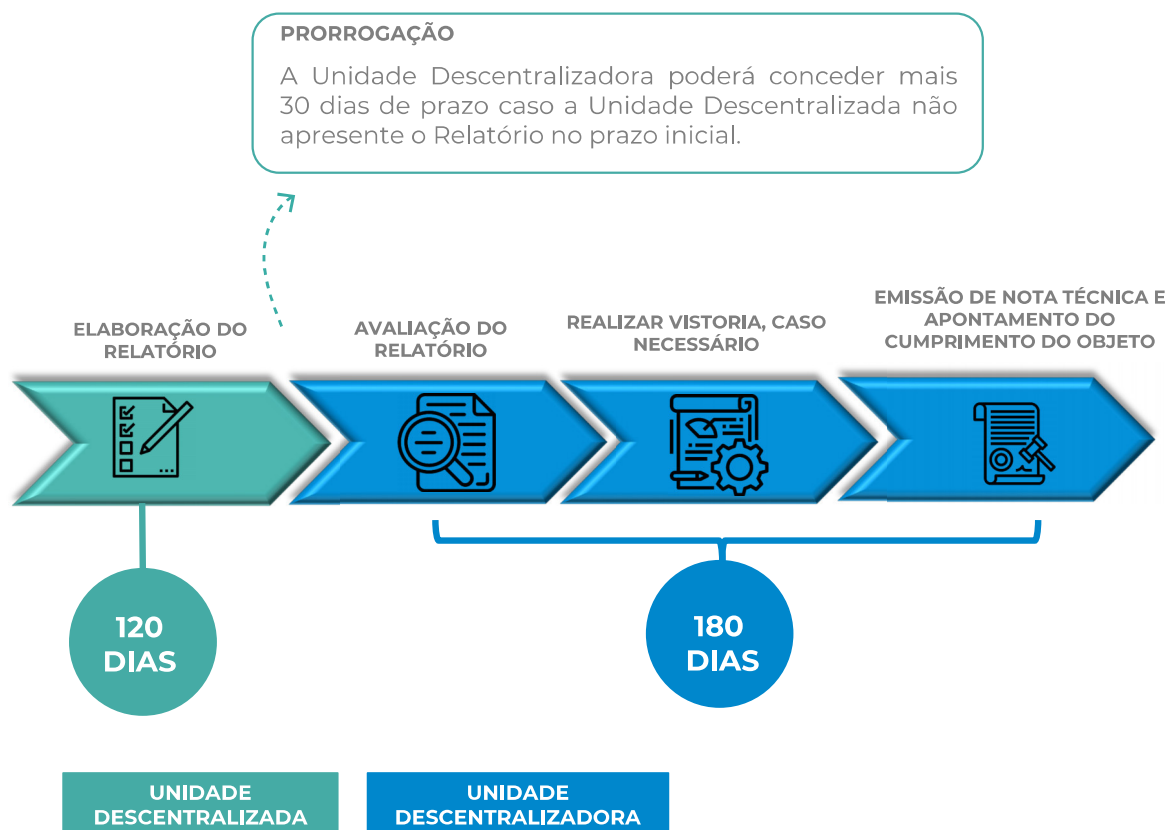 PRORROGAÇÃO
A Unidade Descentralizadora poderá conceder mais
30 dias de prazo caso a Unidade Descentralizada não
apresente o Relatório no prazo inicial.
ELABORAÇÃO DO
RELATÓRIO
AVALIAÇÃO DO
RELATÓRIO
REALIZAR VISTORIA, CASO
NECESSÁRIO
EMISSÃO DE NOTA TÉCNICA E
APONTAMENTO DO
CUMPRIMENTO DO OBJETO
120
DIAS
180
DIAS
UNIDADE
DESCENTRALIZADA
UNIDADE
DESCENTRALIZADORA